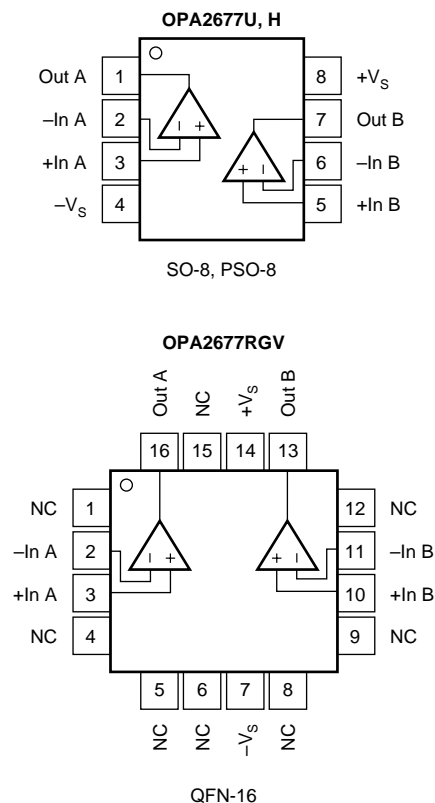 OPA2677U, H
Out A 1 8 +VS
–In A 2 7 Out B
+In A 3 6 –In B
–VS 4 5 +In B
– +
+ –
SO-8, PSO-8
OPA2677RGV
Out A NC +VS Out B
16 15 14 13
NC 1 12 NC
–In A 2 11 –In B
+In A 3 10 +In B
NC 4 9 NC
– + + –
5 6 7 8
NC NC –VS NC
QFN-16